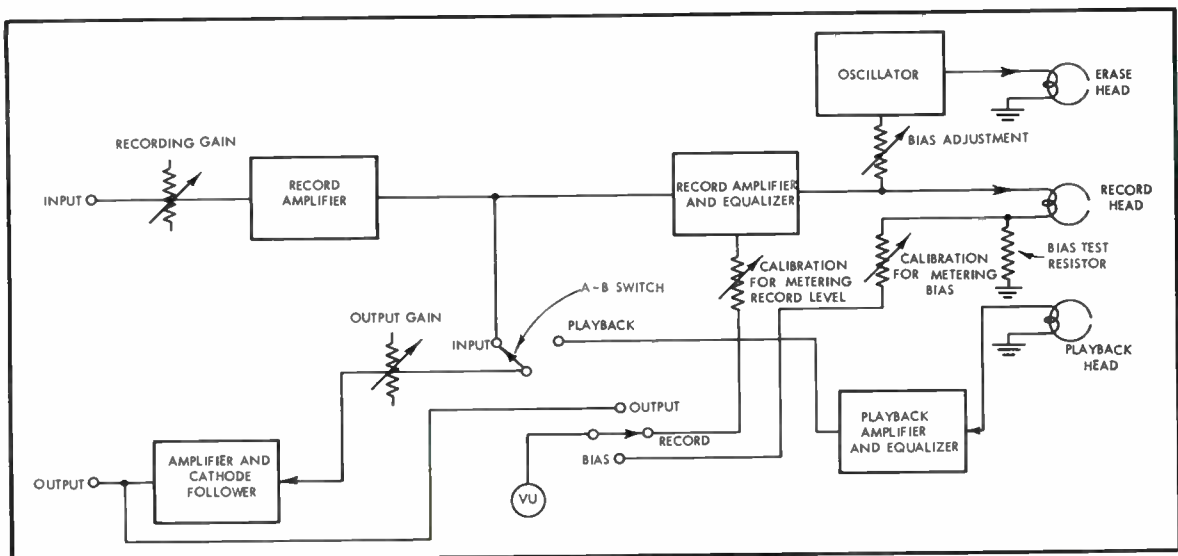 OSCILLATOR
ERASE
HEAD
BIAS ADJUSTMENT
RECORDING GAIN
INPUT
RECORD
AMPLIFIER
RECORD AMPLIFIER
AND EQUALIZER
RECORD
HEAD
CALIBRATION
FOR METERING
RECORD LEVEL
CALIBRATION
FOR METERING
BIAS
BIAS TEST
RESISTOR
A-B SWITCH
OUTPUT GAIN
INPUT
PLAYBACK
PLAYBACK
HEAD
OUTPUT
RECORD
BIAS
PLAYBACK
AMPLIFIER
AND EQUALIZER
AMPLIFIER AND
CATHODE
FOLLOWER
OUTPUT
VU